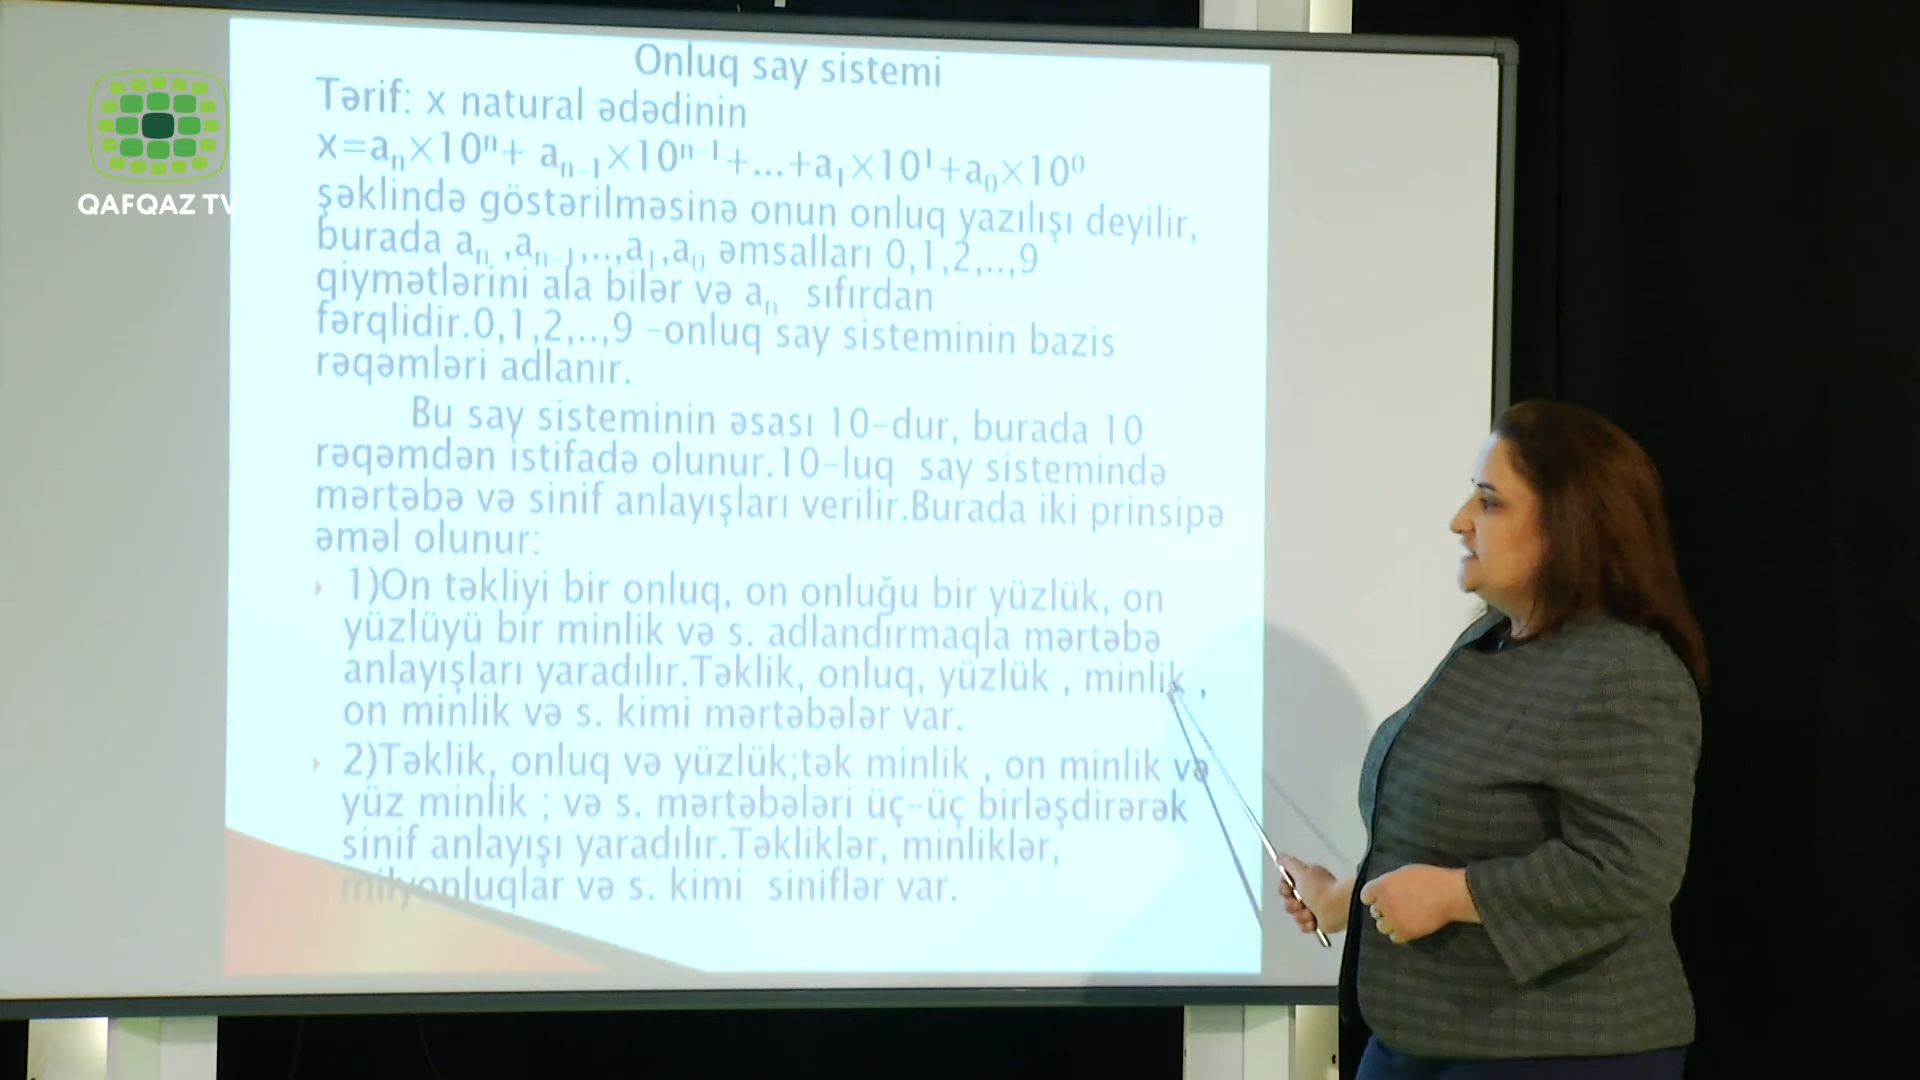 QAFQAZ TV
Onluq say sistemi
Tərif: x natural ədədinin
x=aₙ×10ⁿ+ aₙ₋₁×10ⁿ⁻¹+...+a₁×10¹+a₀×10⁰
şəklində göstərilməsinə onun onluq yazılışı deyilir,
burada aₙ ,aₙ₋₁,..,a₁,a₀ əmsalları 0,1,2,..,9
qiymətlərini ala bilər və aₙ sıfırdan
fərqlidir.0,1,2,..,9 -onluq say sisteminin bazis
rəqəmləri adlanır.
Bu say sisteminin əsası 10-dur, burada 10
rəqəmdən istifadə olunur.10-luq say sistemində
mərtəbə və sinif anlayışları verilir.Burada iki prinsipə
əməl olunur:
1)On təkliyi bir onluq, on onluğu bir yüzlük, on
yüzlüyü bir minlik və s. adlandırmaqla mərtəbə
anlayışları yaradılır.Təklik, onluq, yüzlük , minlik ,
on minlik və s. kimi mərtəbələr var.
2)Təklik, onluq və yüzlük;tək minlik , on minlik və
yüz minlik ; və s. mərtəbələri üç-üç birləşdirərək
sinif anlayışı yaradılır.Təkliklər, minliklər,
milyonluqlar və s. kimi siniflər var.